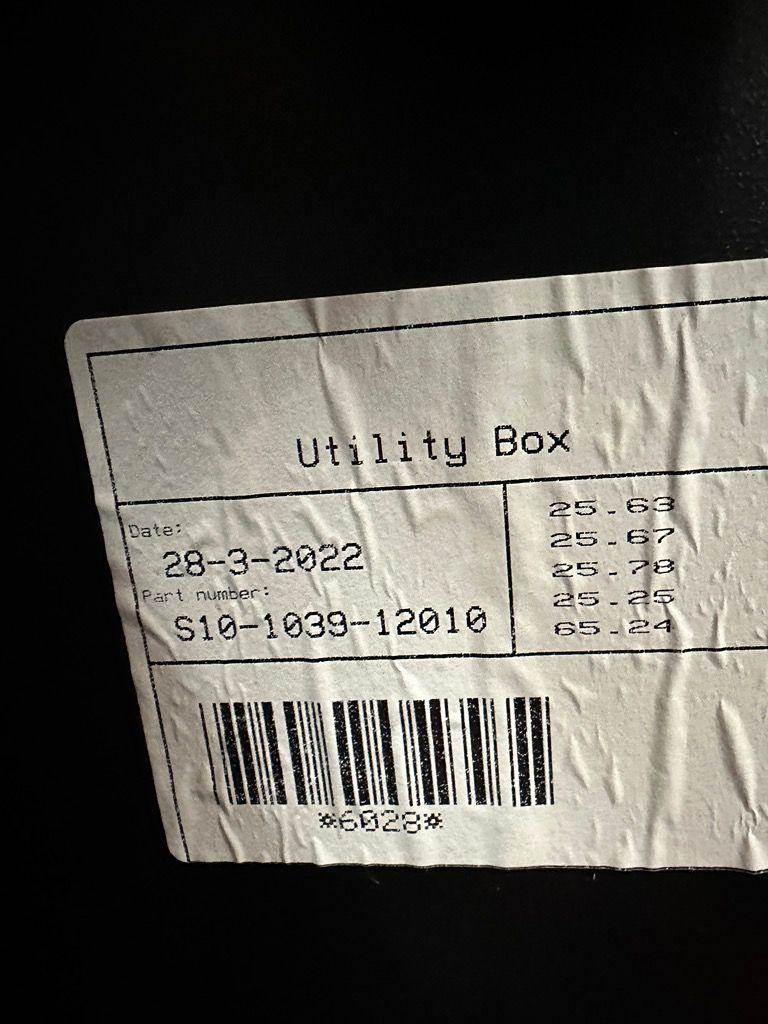 Utility Box
Date:
28-3-2022
Part number:
S10-1039-12010
25.63
25.67
25.78
25.25
65.24
*6028*